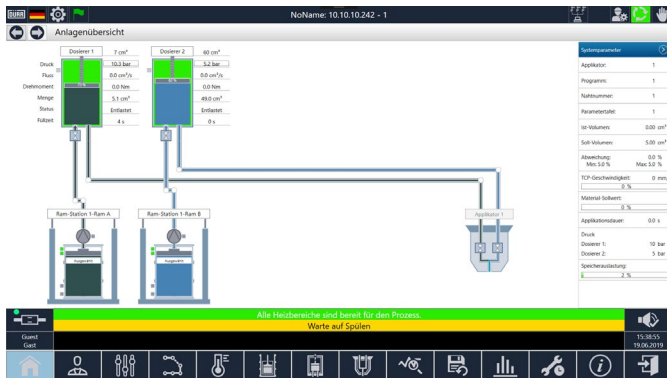 DURR
NoName: 10.10.10.242 - 1
Anlagenübersicht
Dosierer 1 7 cm³
Dosierer 2 60 cm³
Druck 10.3 bar 5.2 bar
Fluss 0.0 cm³/s 0.0 cm³/s
Drehmoment 0.0 Nm 0.0 Nm
Menge 5.1 cm³ 49.0 cm³
Status Entlastet Entlastet
Füllzeit 4 s 0 s
Ram-Station 1-Ram A
Ram-Station 1-Ram B
Applikator 1
Ausgewählt
Ausgewählt
Systemparameter
Applikator: 1
Programm: 1
Nahtnummer: 1
Parametertafel: 1
Ist-Volumen: 0.00 cm³
Soll-Volumen: 5.00 cm³
Abweichung: 0.0 %
Min: 5.0 % Max: 5.0 %
TCP-Geschwindigkeit: 0 mm
0 %
Material-Sollwert:
0 %
Applikationsdauer: 0.0 s
Druck
Dosierer 1: 10 bar
Dosierer 2: 5 bar
Speicherauslastung:
2 %
Alle Heizbereiche sind bereit für den Prozess.
Warte auf Spülen
Guest
Gast
15:38:55
19.06.2019